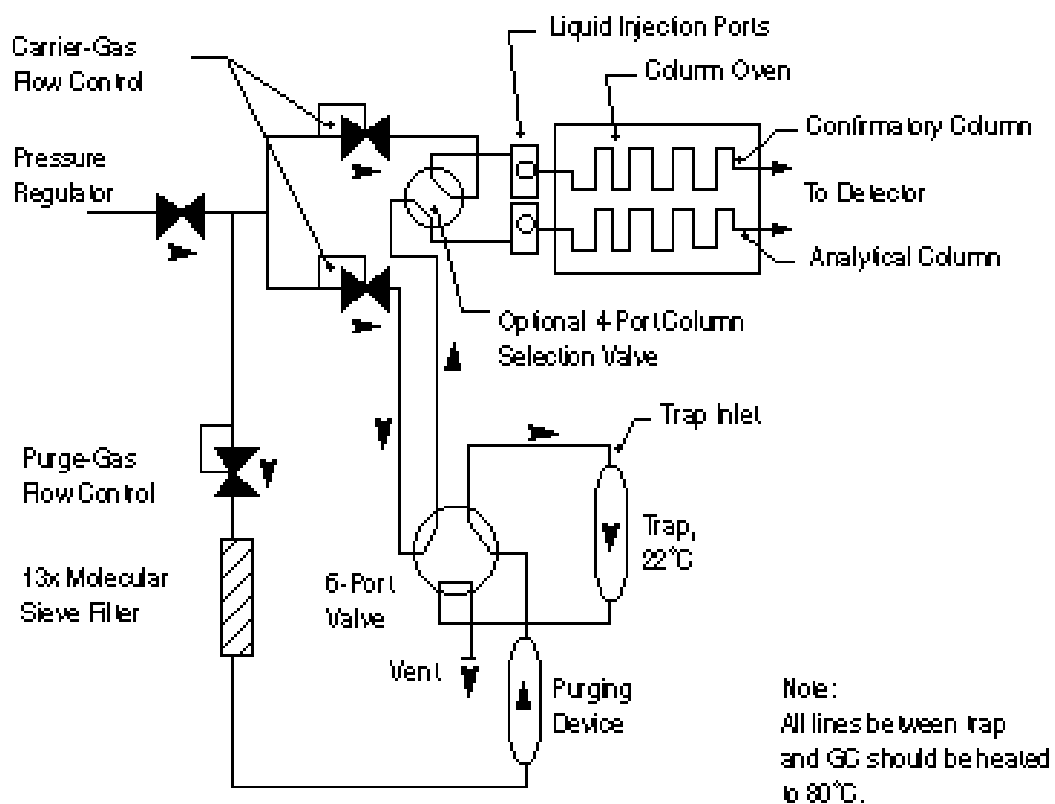 Carrier-Gas
Flow Control
Liquid Injection Ports
Column Oven
Confirmatory Column
Pressure
Regulator
To Detector
Analytical Column
Optional 4-Port Column
Selection Valve
Trap Inlet
Purge-Gas
Flow Control
Trap,
22°C
13x Molecular
Sieve Filter
6-Port
Valve
Vent
Purging
Device
Note:
All lines between trap
and GC should be heated
to 80°C.